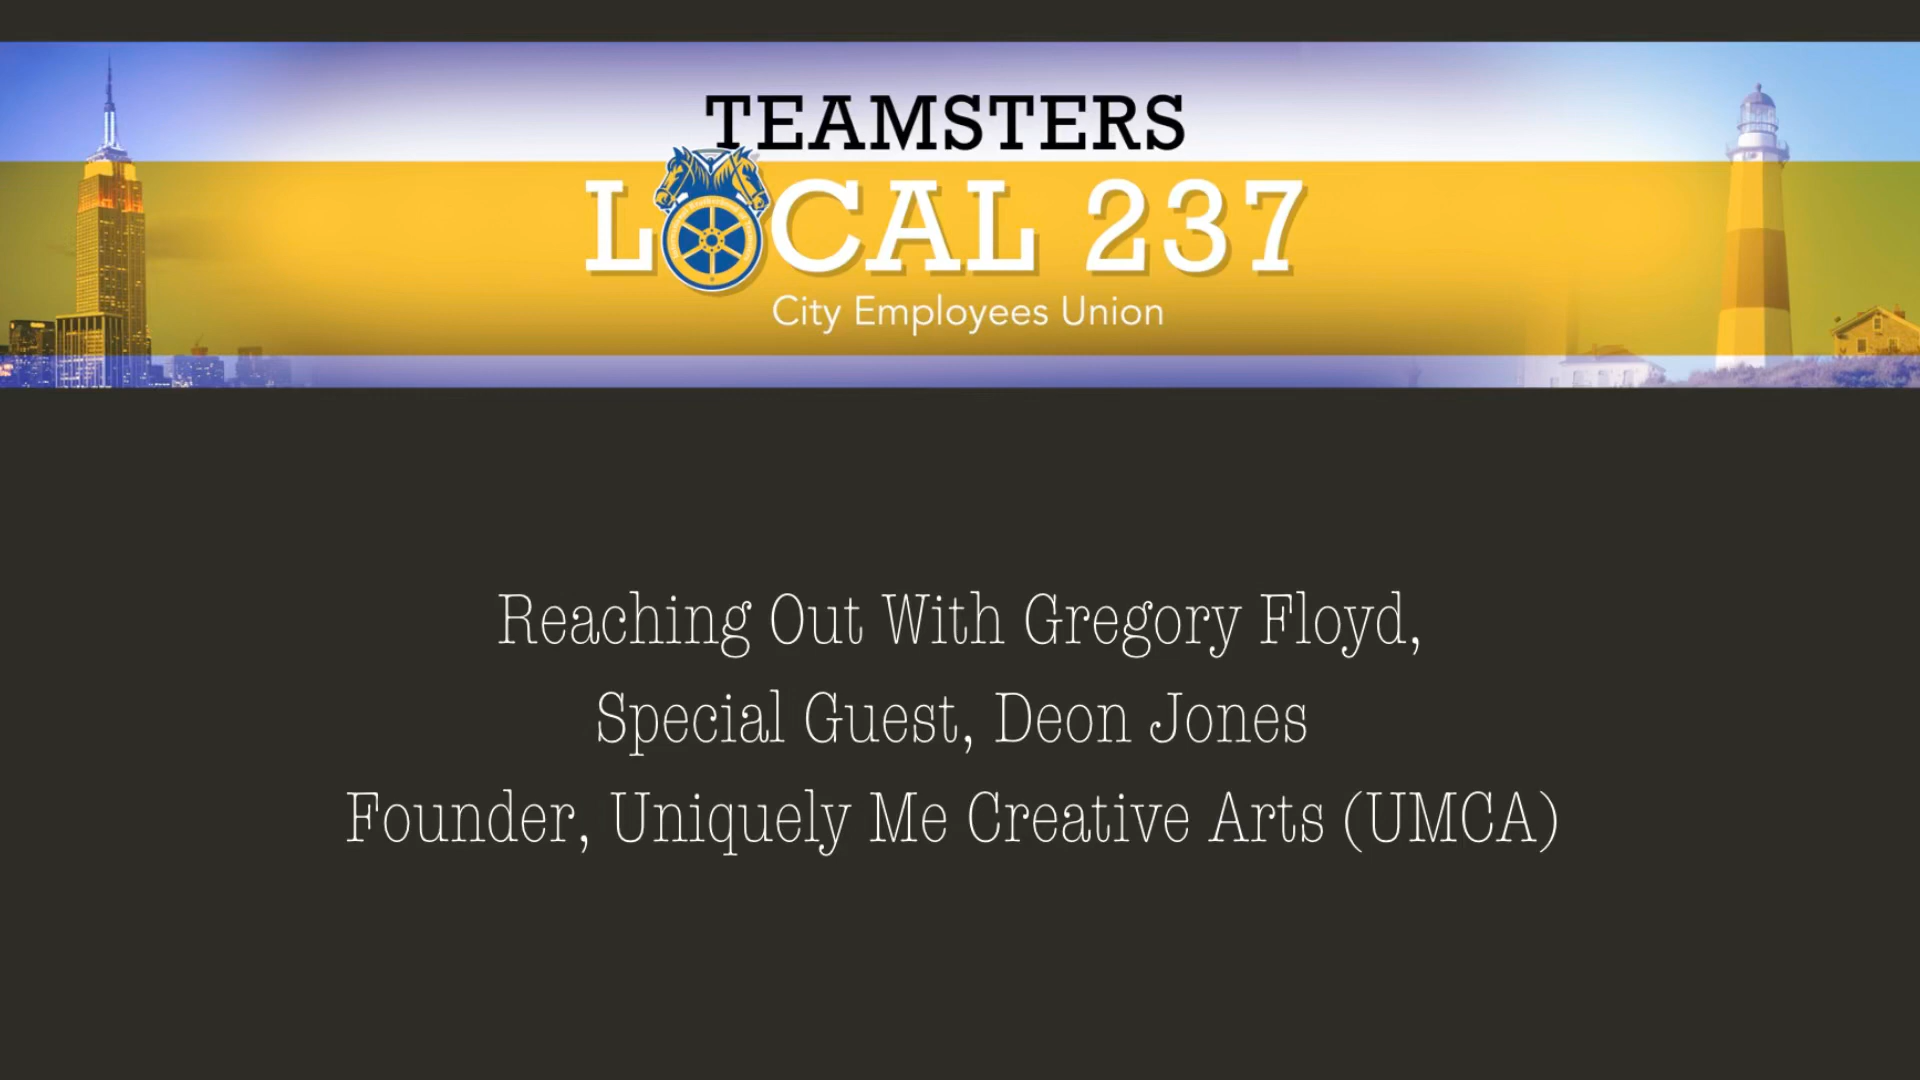 TEAMSTERS
LOCAL 237
City Employees Union
Reaching Out With Gregory Floyd,
Special Guest, Deon Jones
Founder, Uniquely Me Creative Arts (UMCA)